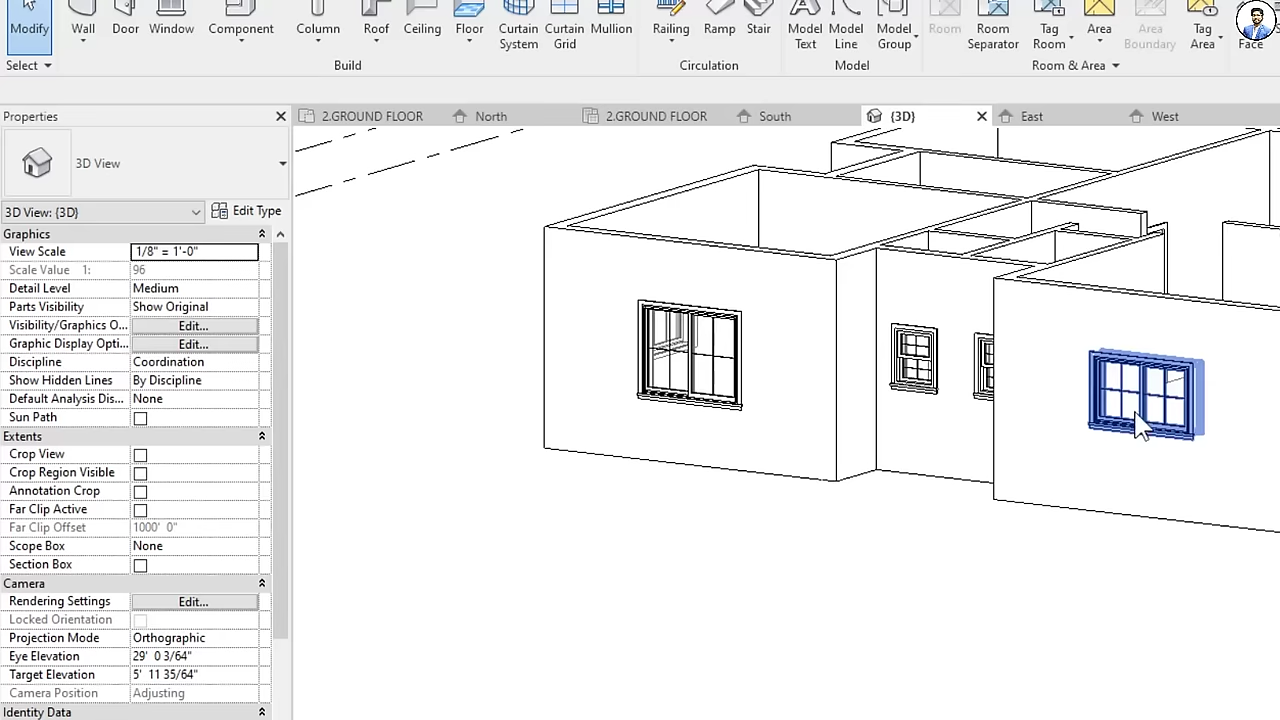 Modify Wall Door Window Component Column Roof Ceiling Floor Curtain System Curtain Grid Mullion Railing Ramp Stair Model Text Model Line Model Group Room Room Separator Tag Room Area Area Boundary Tag Area Face
Select Build Circulation Model Room & Area
Properties
2.GROUND FLOOR North 2.GROUND FLOOR South {3D} East West
3D View
3D View: {3D} Edit Type
Graphics
View Scale 1/8" = 1'-0"
Scale Value 1: 96
Detail Level Medium
Parts Visibility Show Original
Visibility/Graphics O... Edit...
Graphic Display Opti... Edit...
Discipline Coordination
Show Hidden Lines By Discipline
Default Analysis Dis... None
Sun Path
Extents
Crop View
Crop Region Visible
Annotation Crop
Far Clip Active
Far Clip Offset 1000' 0"
Scope Box None
Section Box
Camera
Rendering Settings Edit...
Locked Orientation
Projection Mode Orthographic
Eye Elevation 29' 0 3/64"
Target Elevation 5' 11 35/64"
Camera Position Adjusting
Identity Data